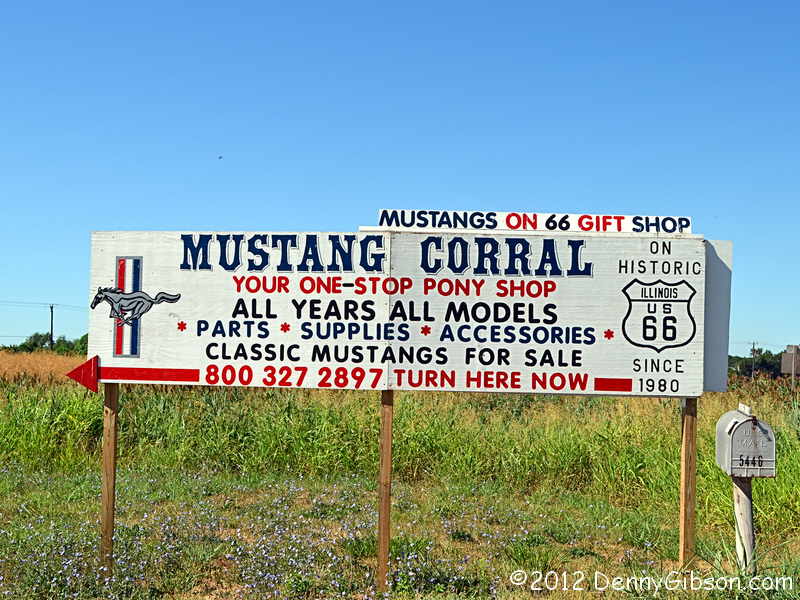 MUSTANGS ON 66 GIFT SHOP
MUSTANG CORRAL
YOUR ONE-STOP PONY SHOP
ALL YEARS ALL MODELS
* PARTS * SUPPLIES * ACCESSORIES *
CLASSIC MUSTANGS FOR SALE
800 327 2897 TURN HERE NOW
ON
HISTORIC
ILLINOIS
US
66
SINCE
1980
U.S.
MAIL
5446
©2012 DennyGibson.com